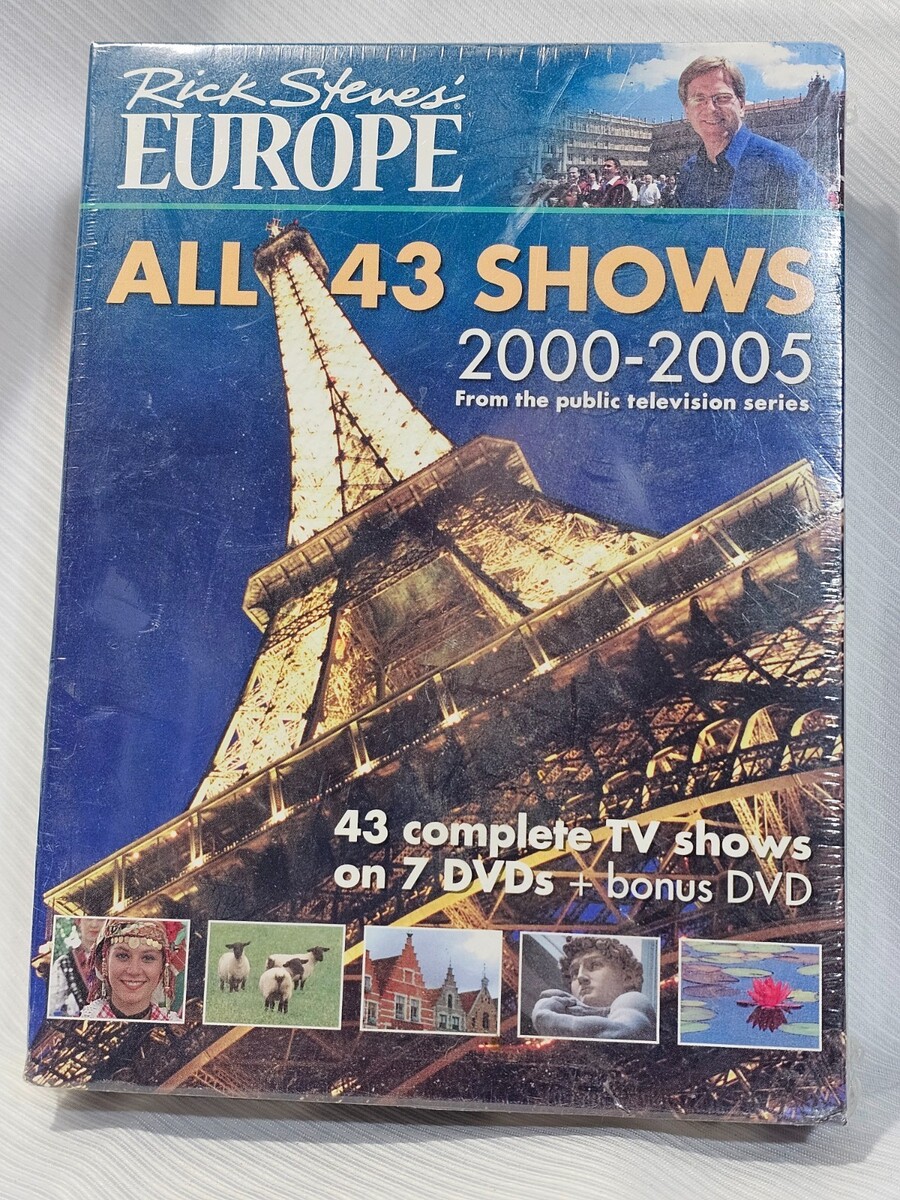 Rick Steves'®
EUROPE
ALL 43 SHOWS
2000-2005
From the public television series
43 complete TV shows
on 7 DVDs + bonus DVD